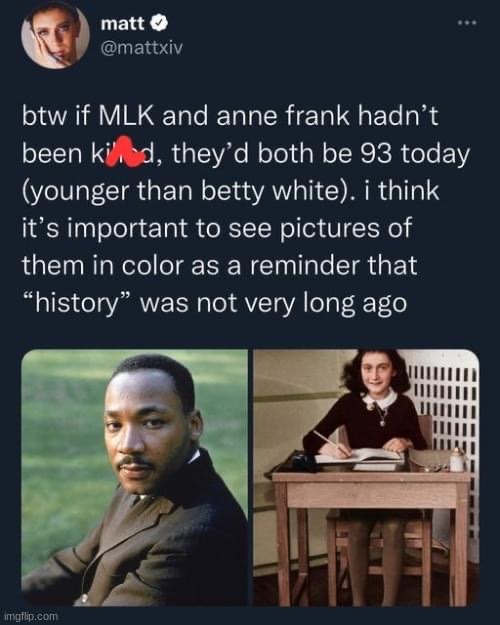 matt
@mattxiv
btw if MLK and anne frank hadn't
been ki d, they'd both be 93 today
(younger than betty white). i think
it's important to see pictures of
them in color as a reminder that
“history” was not very long ago
imgflip.com